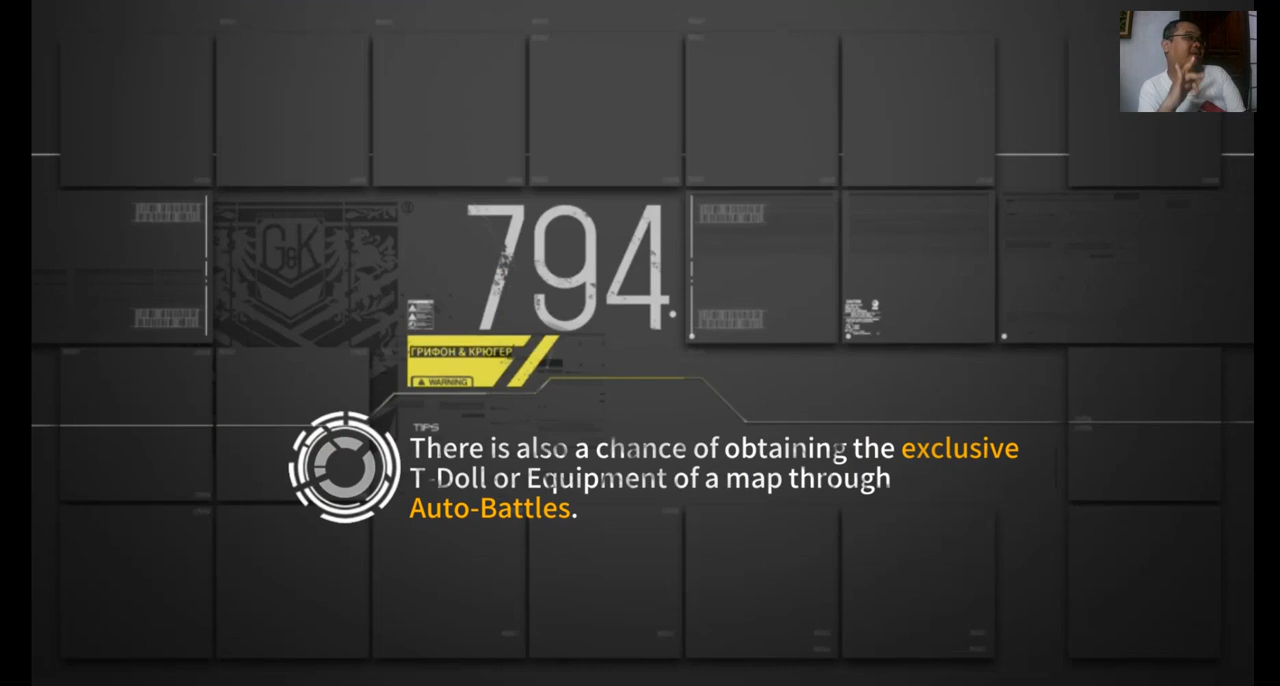 G&K
794.
ГРИФОН & КРЮГЕР
WARNING
TIPS
There is also a chance of obtaining the exclusive
T-Doll or Equipment of a map through
Auto-Battles.